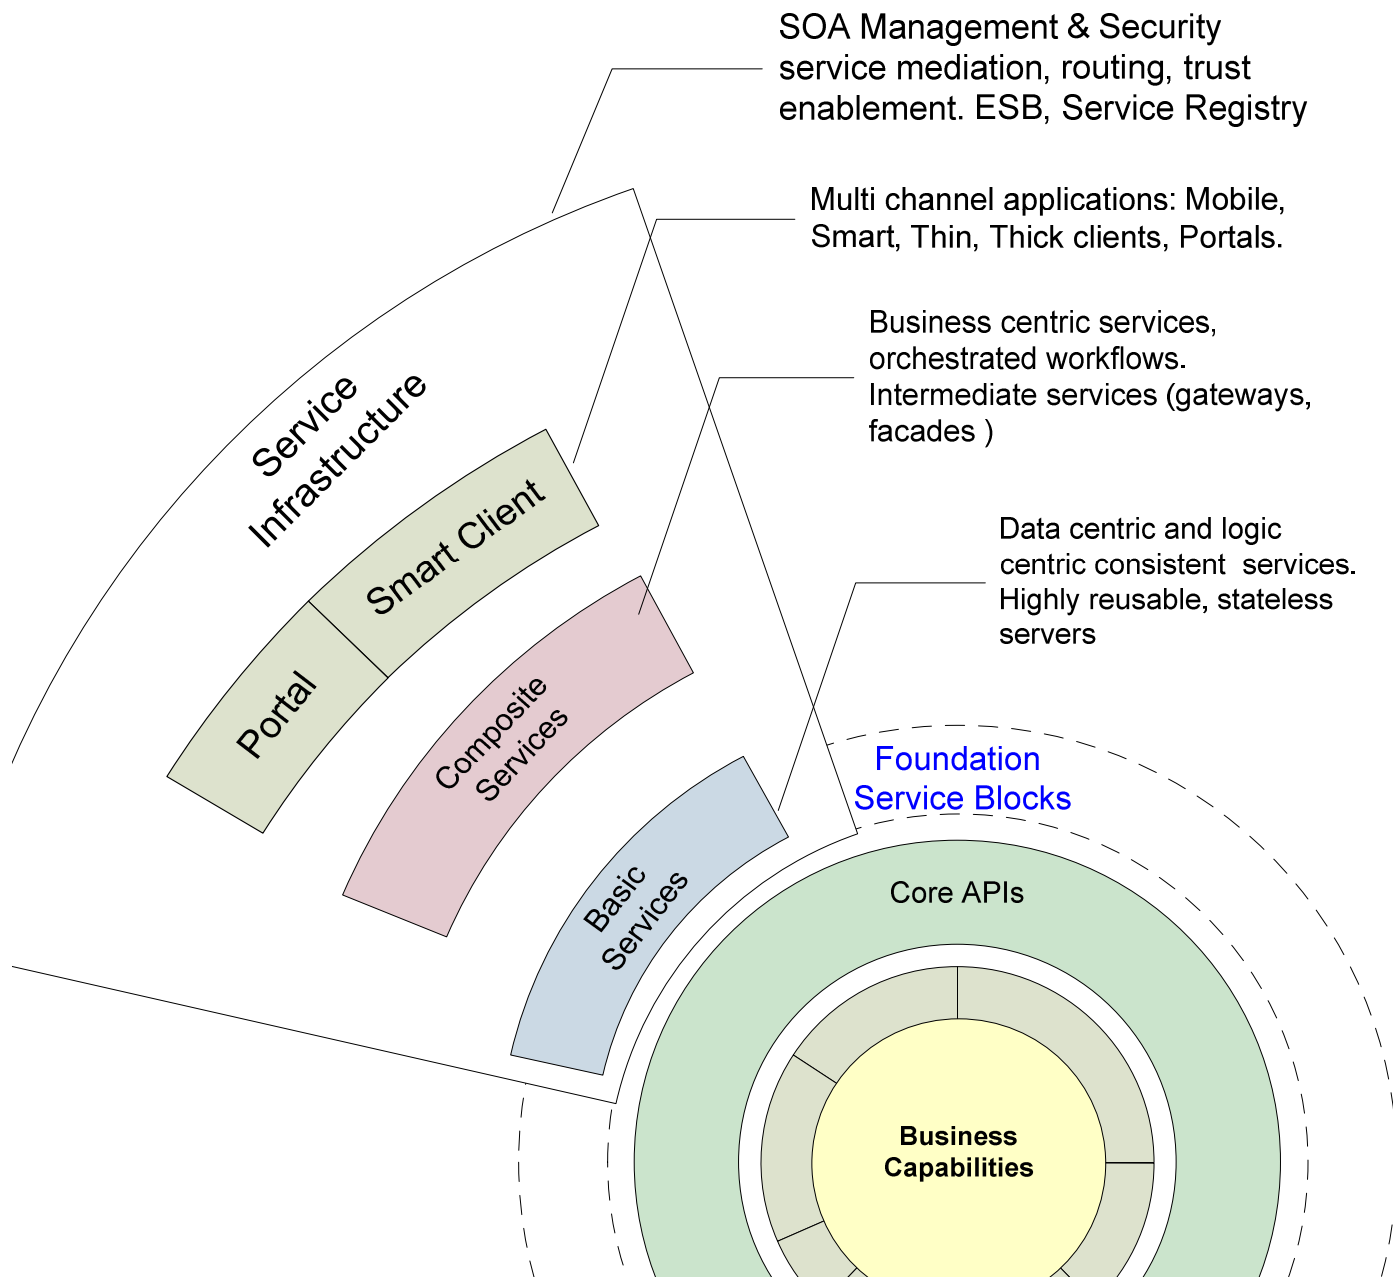 SOA Management & Security
service mediation, routing, trust
enablement. ESB, Service Registry
Multi channel applications: Mobile,
Smart, Thin, Thick clients, Portals.
Business centric services,
orchestrated workflows.
Intermediate services (gateways,
facades )
Service
Infrastructure
Smart Client
Portal
Data centric and logic
centric consistent  services.
Highly reusable, stateless
servers
Composite
Services
Foundation
Service Blocks
Basic
Services
Core APIs
Business
Capabilities